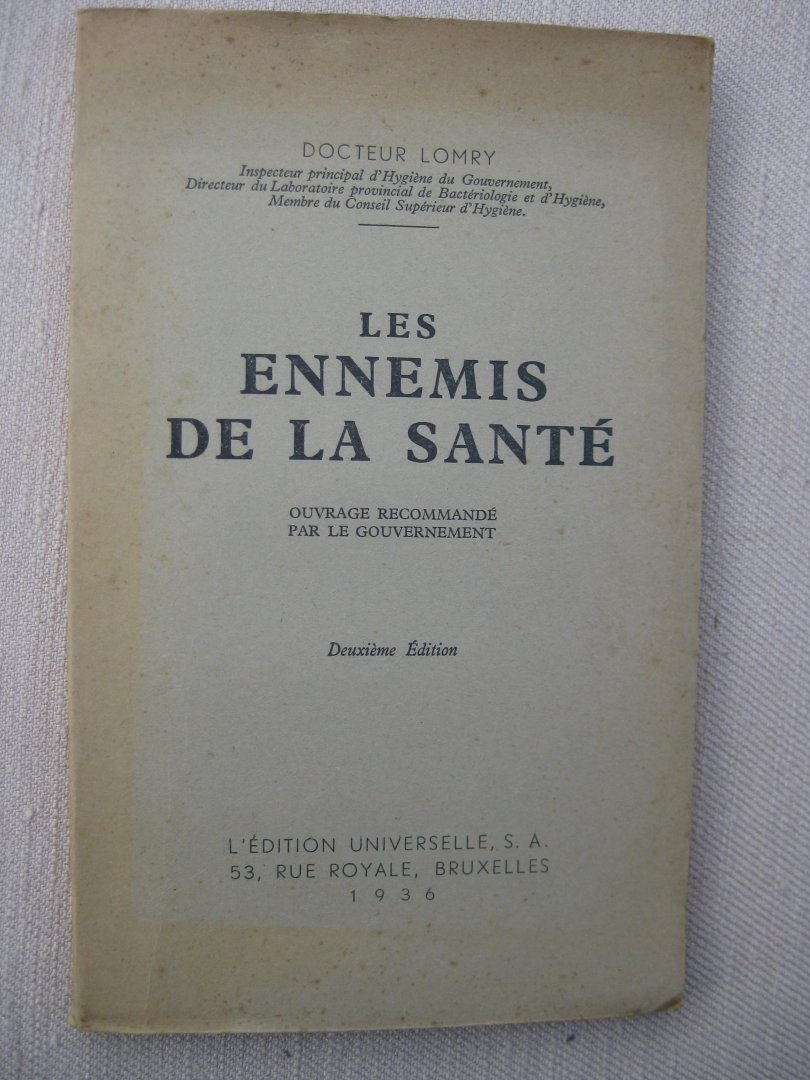 DOCTEUR LOMRY
Inspecteur principal d'Hygiène du Gouvernement,
Directeur du Laboratoire provincial de Bactériologie et d'Hygiène,
Membre du Conseil Supérieur d'Hygiène.
LES
ENNEMIS
DE LA SANTÉ
OUVRAGE RECOMMANDÉ
PAR LE GOUVERNEMENT
Deuxième Édition
L'ÉDITION UNIVERSELLE, S. A.
53, RUE ROYALE, BRUXELLES
1936